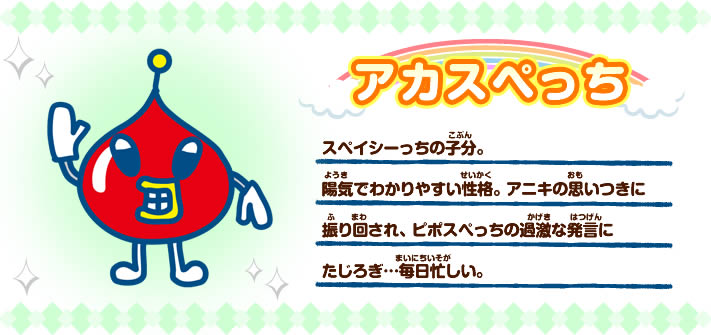 アカスペっち
スペイシーっちの子分。
陽気でわかりやすい性格。アニキの思いつきに
振り回され、ピポスペっちの過激な発言に
たじろぎ…毎日忙しい。